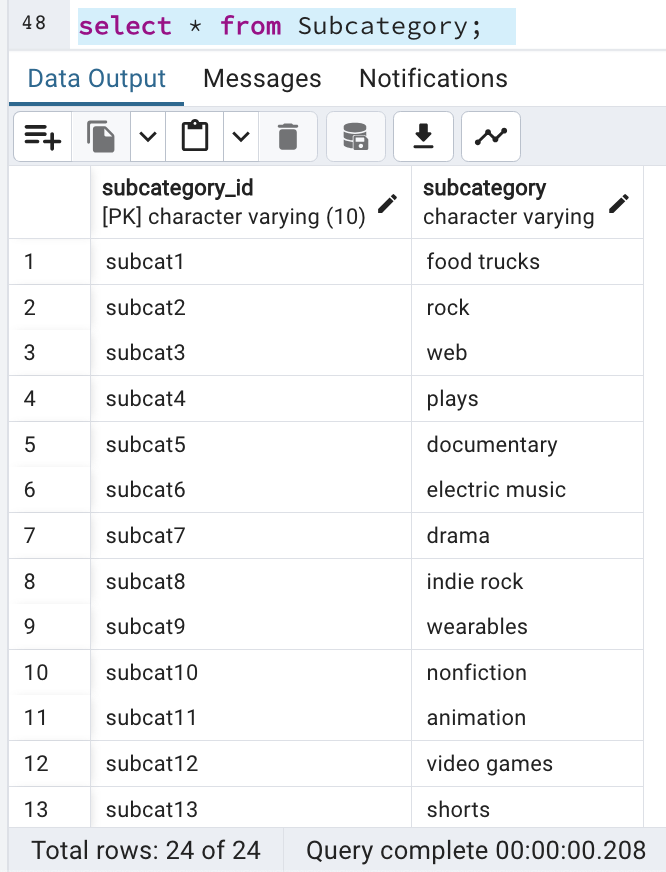 48 select * from Subcategory;
Data Output Messages Notifications
subcategory_id subcategory
[PK] character varying (10) character varying
1 subcat1 food trucks
2 subcat2 rock
3 subcat3 web
4 subcat4 plays
5 subcat5 documentary
6 subcat6 electric music
7 subcat7 drama
8 subcat8 indie rock
9 subcat9 wearables
10 subcat10 nonfiction
11 subcat11 animation
12 subcat12 video games
13 subcat13 shorts
Total rows: 24 of 24 Query complete 00:00:00.208